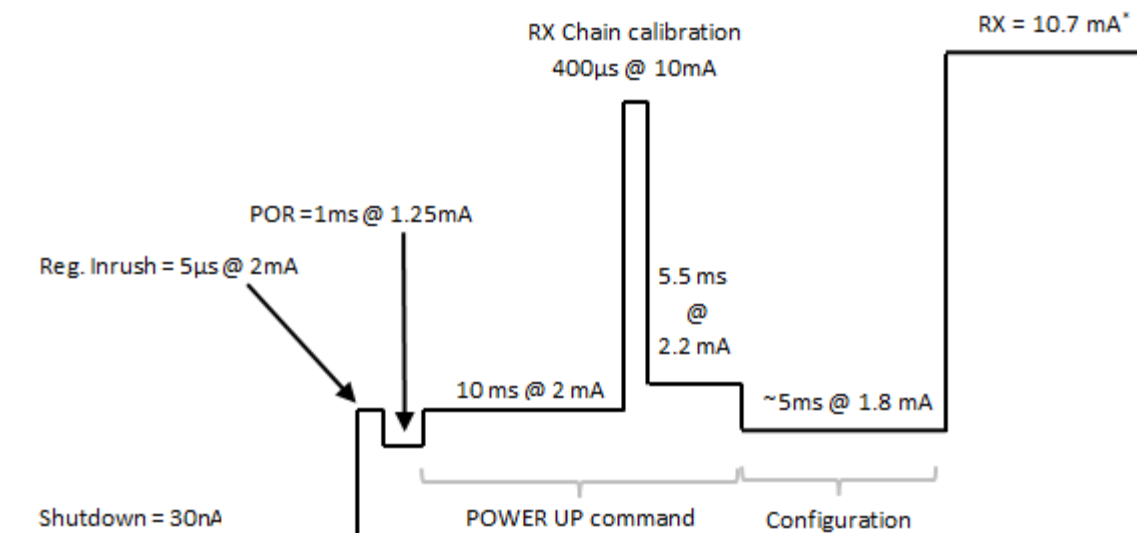 RX = 10.7 mA*
RX Chain calibration
400µs @ 10mA
POR =1ms @ 1.25mA
Reg. Inrush = 5µs @ 2mA
5.5 ms
@
2.2 mA
10 ms @ 2 mA
~5ms @ 1.8 mA
Shutdown = 30nA
POWER UP command
Configuration